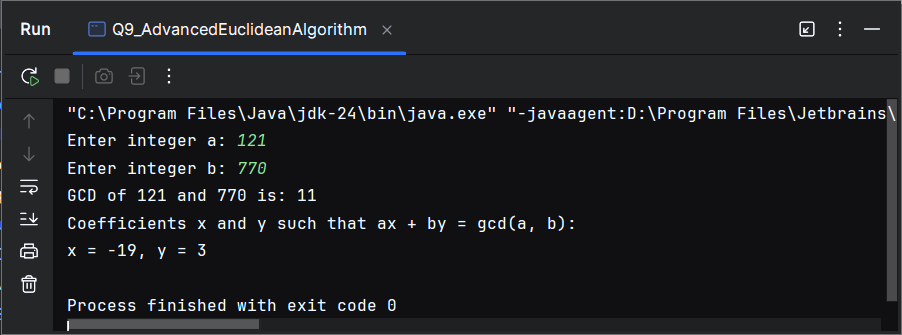 Run Q9_AdvancedEuclideanAlgorithm
"C:\Program Files\Java\jdk-24\bin\java.exe" "-javaagent:D:\Program Files\Jetbrains\
Enter integer a: 121
Enter integer b: 770
GCD of 121 and 770 is: 11
Coefficients x and y such that ax + by = gcd(a, b):
x = -19, y = 3
Process finished with exit code 0